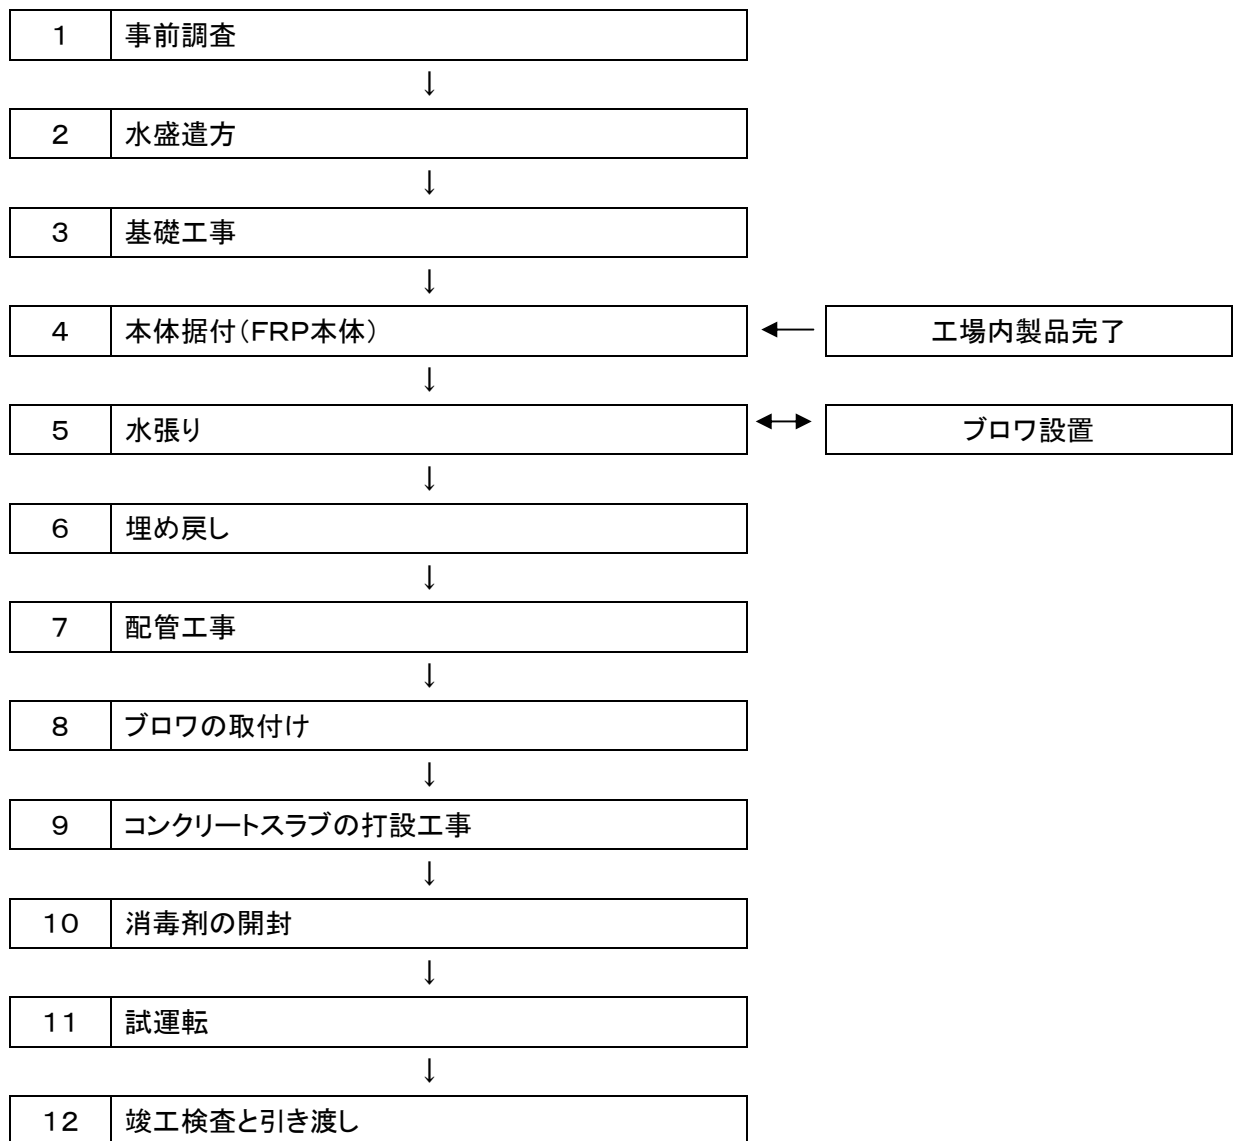 1 事前調査
↓
2 水盛遣方
↓
3 基礎工事
↓
4 本体据付(FRP本体) ← 工場内製品完了
↓
5 水張り ↔ ブロワ設置
↓
6 埋め戻し
↓
7 配管工事
↓
8 ブロワの取付け
↓
9 コンクリートスラブの打設工事
↓
10 消毒剤の開封
↓
11 試運転
↓
12 竣工検査と引き渡し